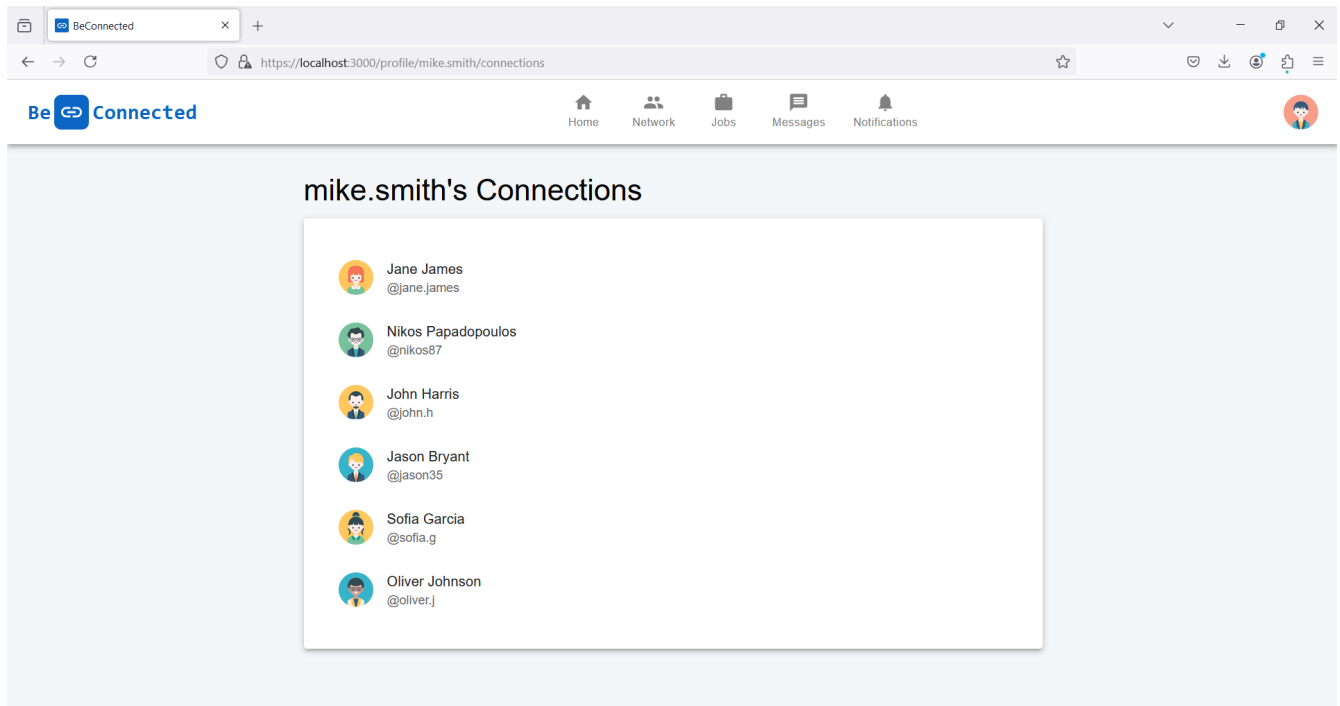 BeConnected
https://localhost:3000/profile/mike.smith/connections
Be Connected
Home Network Jobs Messages Notifications
mike.smith's Connections
Jane James
@jane.james
Nikos Papadopoulos
@nikos87
John Harris
@john.h
Jason Bryant
@jason35
Sofia Garcia
@sofia.g
Oliver Johnson
@oliver.j